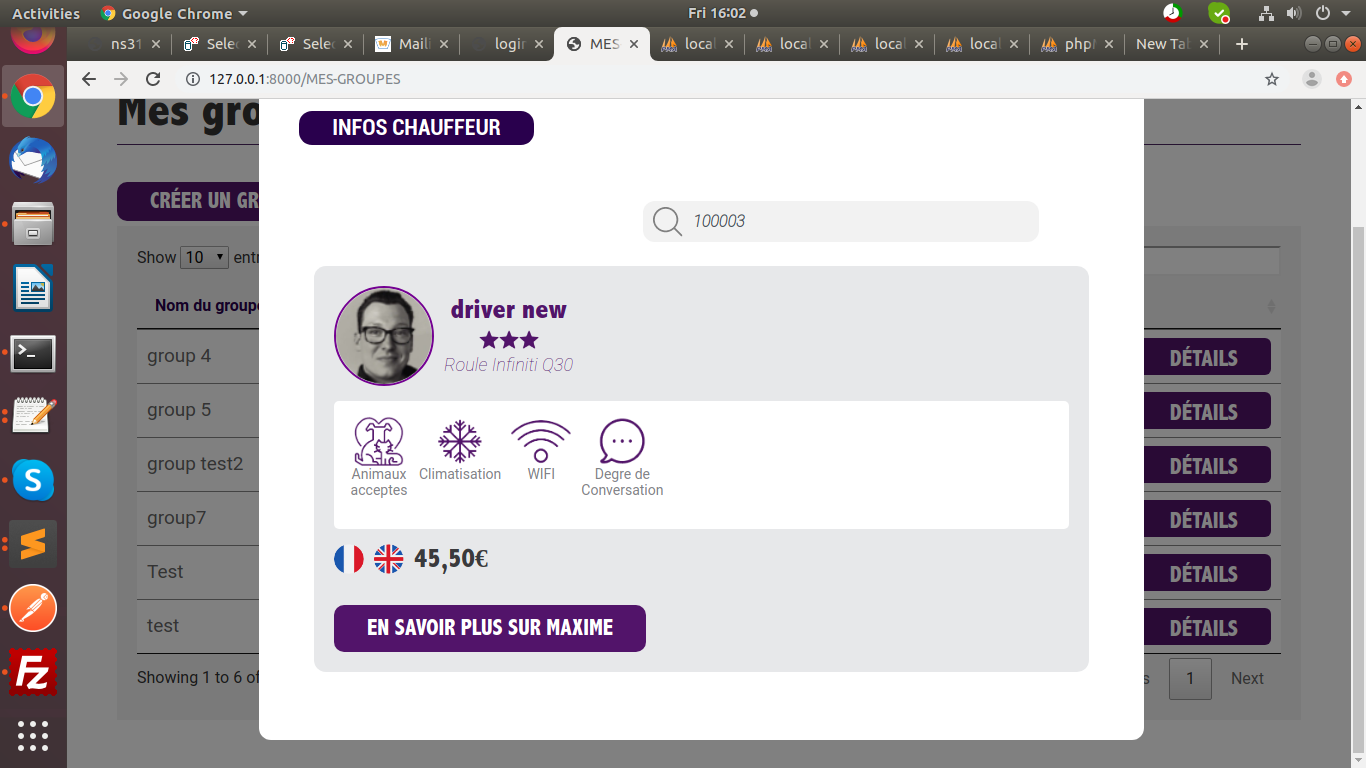 Activities
Google Chrome
Fri 16:02
ns31
Selec
Selec
Maili
login
MES
local
local
local
local
phpM
New Tab
127.0.0.1:8000/MES-GROUPES
Mes gro
INFOS CHAUFFEUR
CRÉER UN GR
100003
Show 10 entr
Nom du groupe
driver new
Roule Infiniti Q30
group 4
DÉTAILS
group 5
DÉTAILS
group test2
DÉTAILS
group7
DÉTAILS
Test
DÉTAILS
test
DÉTAILS
Animaux
acceptes
Climatisation
WIFI
Degre de
Conversation
45,50€
EN SAVOIR PLUS SUR MAXIME
Showing 1 to 6 of
s
1
Next